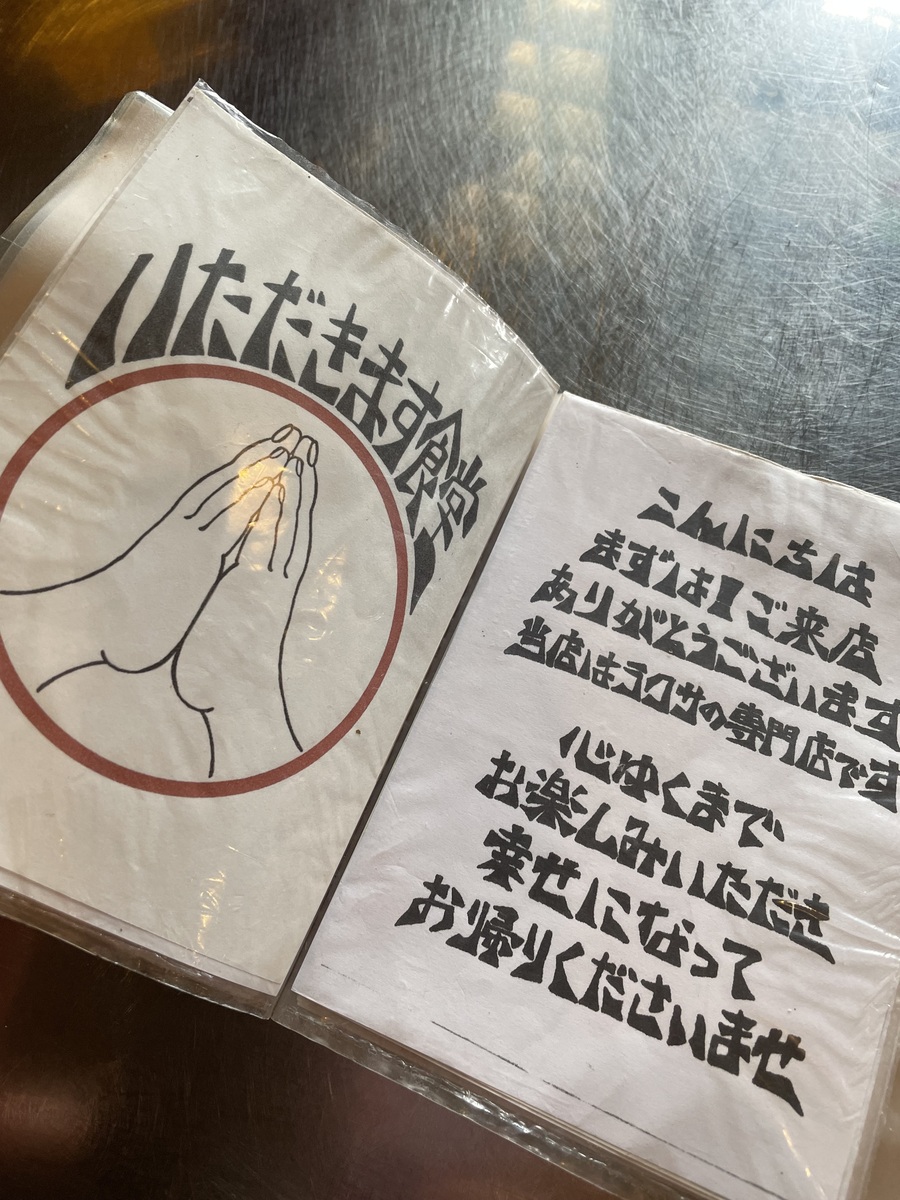 いただきます食堂
こんにちは
まずは！ご来店
ありがとうございます
当店はラクサの専門店です
心ゆくまで
お楽しみいただき
幸せになって
お帰りくださいませ